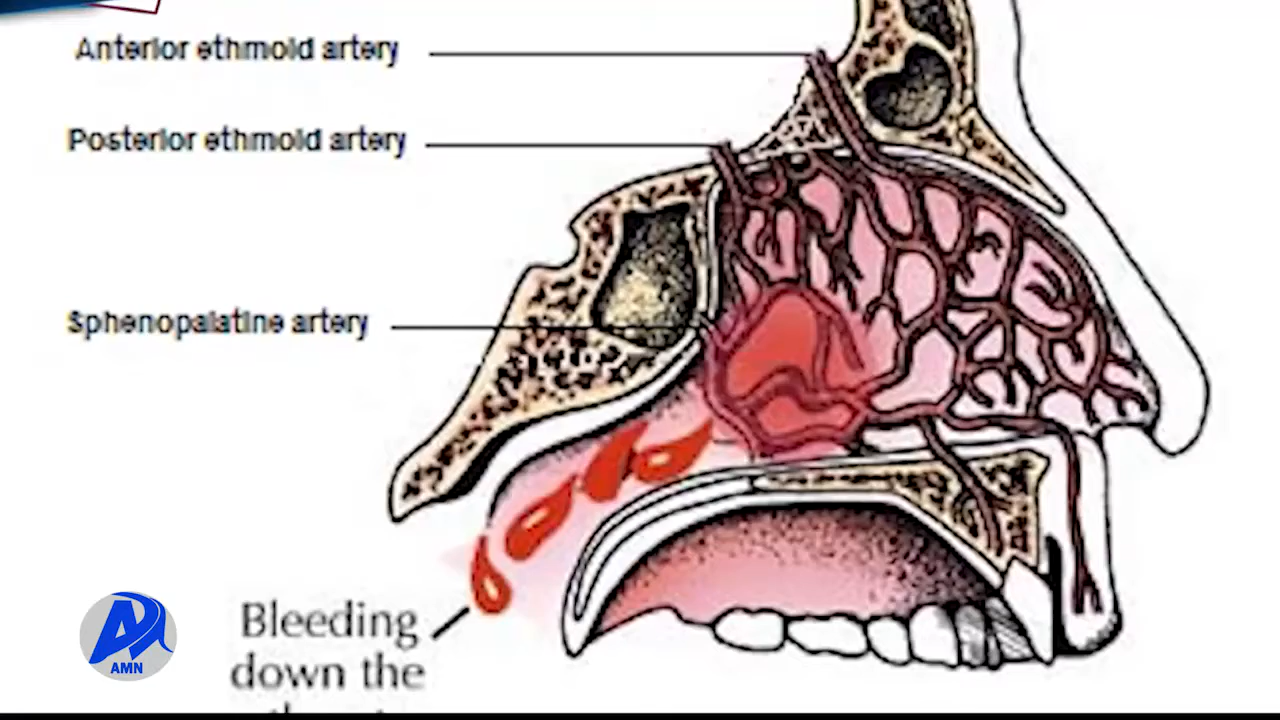 Anterior ethmoid artery
Posterior ethmoid artery
Sphenopalatine artery
Bleeding
down the
AMN